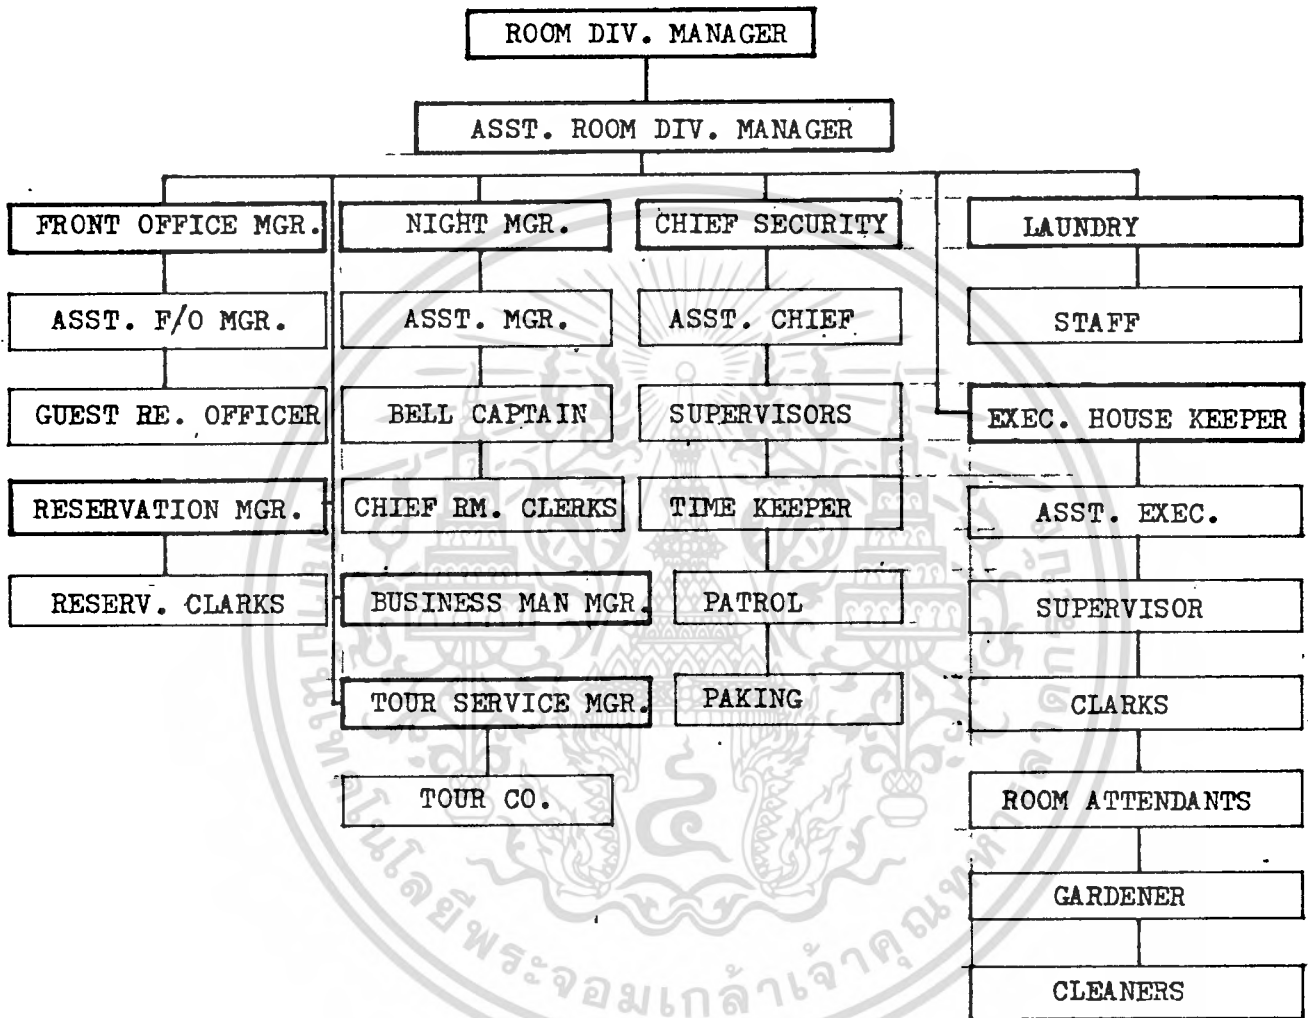 ROOM DIV. MANAGER
ASST. ROOM DIV. MANAGER
FRONT OFFICE MGR.
ASST. F/O MGR.
GUEST RE. OFFICER
RESERVATION MGR.
RESERV. CLARKS
NIGHT MGR.
ASST. MGR.
BELL CAPTAIN
CHIEF RM. CLERKS
BUSINESS MAN MGR.
TOUR SERVICE MGR.
TOUR CO.
CHIEF SECURITY
ASST. CHIEF
SUPERVISORS
TIME KEEPER
PATROL
PAKING
LAUNDRY
STAFF
EXEC. HOUSE KEEPER
ASST. EXEC.
SUPERVISOR
CLARKS
ROOM ATTENDANTS
GARDENER
CLEANERS